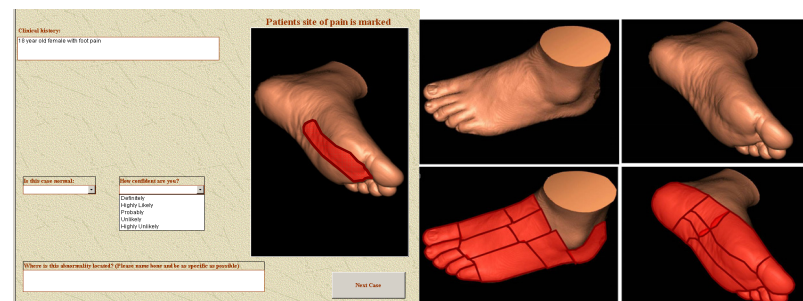 Patients site of pain is marked
Clinical history:
18 year old female with foot pain
Is this case normal:
How confident are you?
Definitely
Highly Likely
Probably
Unlikely
Highly Unlikely
Where is this abnormality located? (Please name bone and be as specific as possible)
Next Case